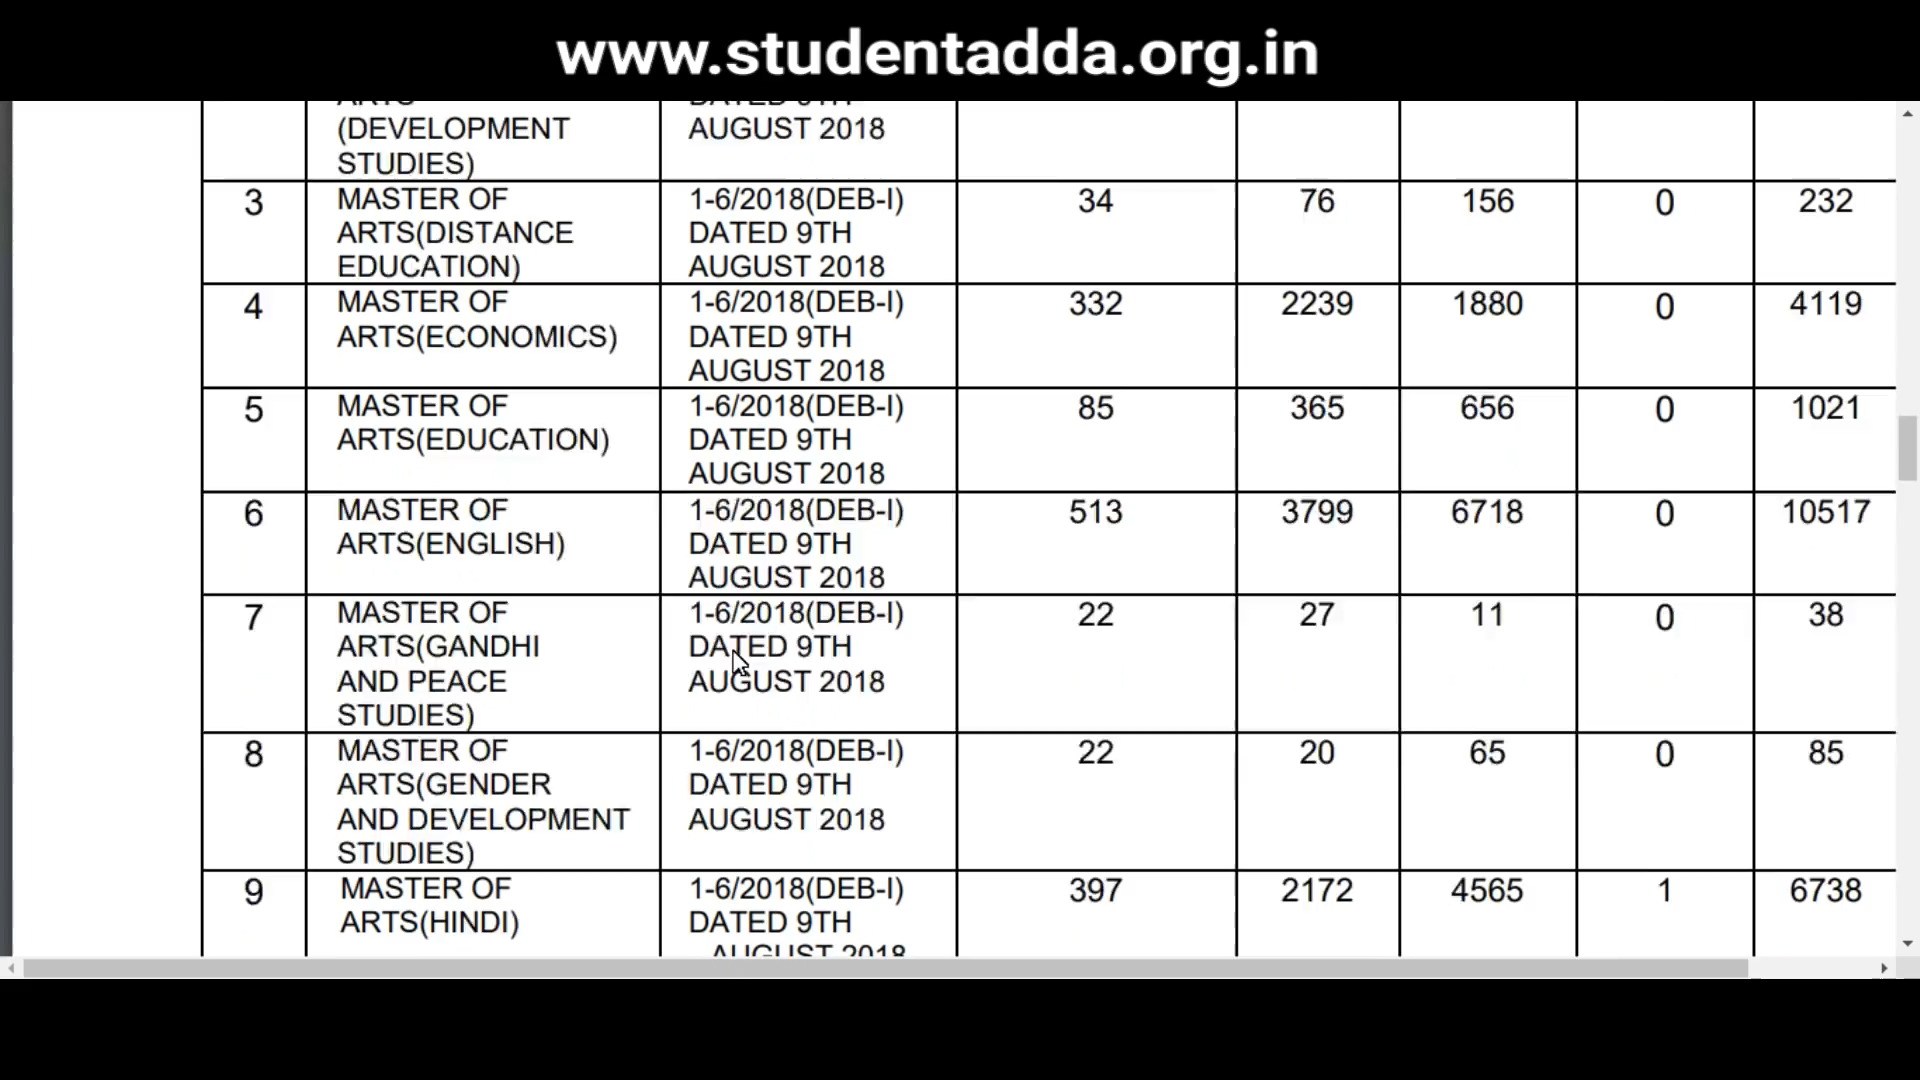 www.studentadda.org.in
ARTS
(DEVELOPMENT
STUDIES)
DATED 9TH
AUGUST 2018
3
MASTER OF
ARTS(DISTANCE
EDUCATION)
1-6/2018(DEB-I)
DATED 9TH
AUGUST 2018
34
76
156
0
232
4
MASTER OF
ARTS(ECONOMICS)
1-6/2018(DEB-I)
DATED 9TH
AUGUST 2018
332
2239
1880
0
4119
5
MASTER OF
ARTS(EDUCATION)
1-6/2018(DEB-I)
DATED 9TH
AUGUST 2018
85
365
656
0
1021
6
MASTER OF
ARTS(ENGLISH)
1-6/2018(DEB-I)
DATED 9TH
AUGUST 2018
513
3799
6718
0
10517
7
MASTER OF
ARTS(GANDHI
AND PEACE
STUDIES)
1-6/2018(DEB-I)
DATED 9TH
AUGUST 2018
22
27
11
0
38
8
MASTER OF
ARTS(GENDER
AND DEVELOPMENT
STUDIES)
1-6/2018(DEB-I)
DATED 9TH
AUGUST 2018
22
20
65
0
85
9
MASTER OF
ARTS(HINDI)
1-6/2018(DEB-I)
DATED 9TH
AUGUST 2018
397
2172
4565
1
6738